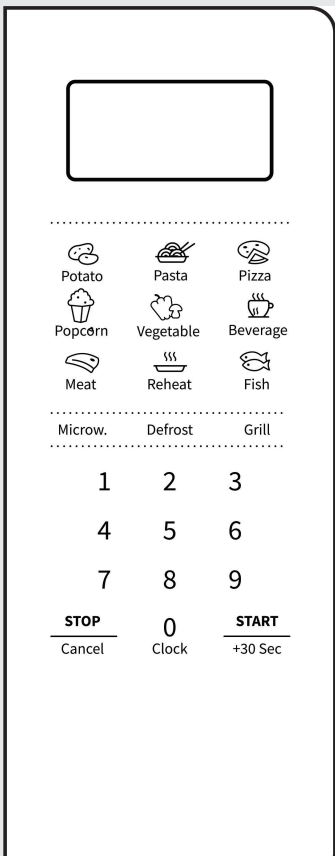 Potato Pasta Pizza
Popcorn Vegetable Beverage
Meat Reheat Fish
Microw. Defrost Grill
1 2 3
4 5 6
7 8 9
STOP 0 START
Cancel Clock +30 Sec